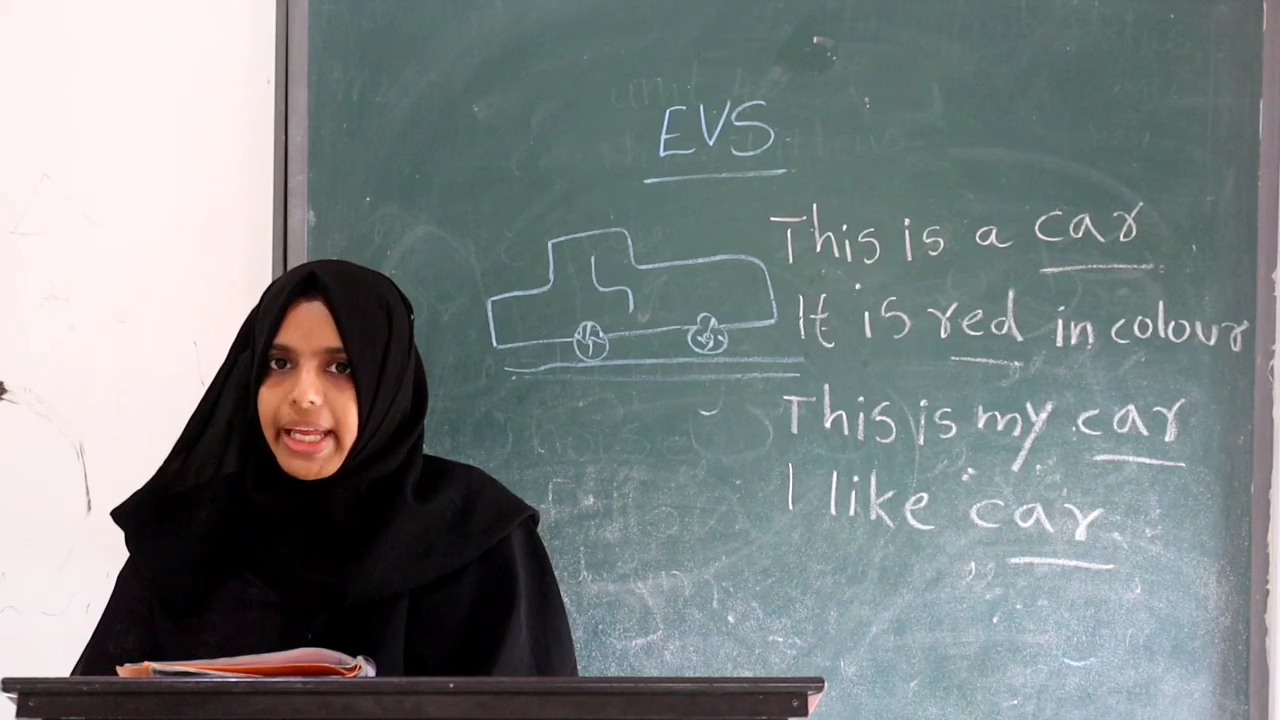 EVS
This is a car
It is red in colour
This is my car
I like car